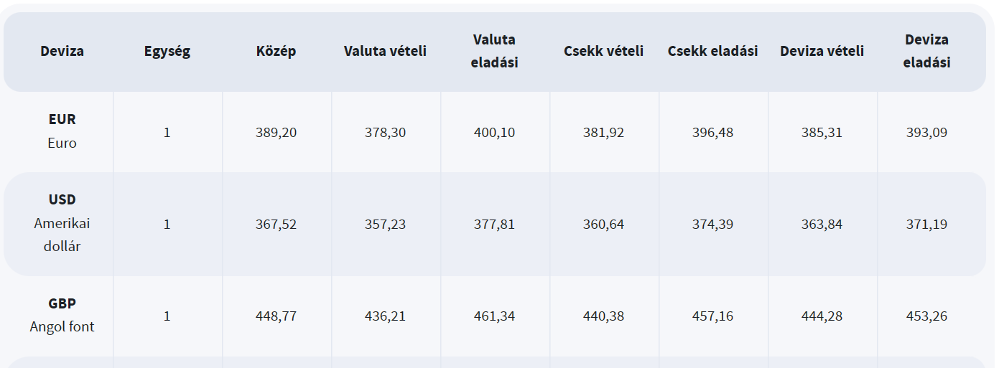 Deviza Egység Közép Valuta vételi Valuta eladási Csekk vételi Csekk eladási Deviza vételi Deviza eladási
EUR
Euro
1 389,20 378,30 400,10 381,92 396,48 385,31 393,09
USD
Amerikai
dollár
1 367,52 357,23 377,81 360,64 374,39 363,84 371,19
GBP
Angol font
1 448,77 436,21 461,34 440,38 457,16 444,28 453,26